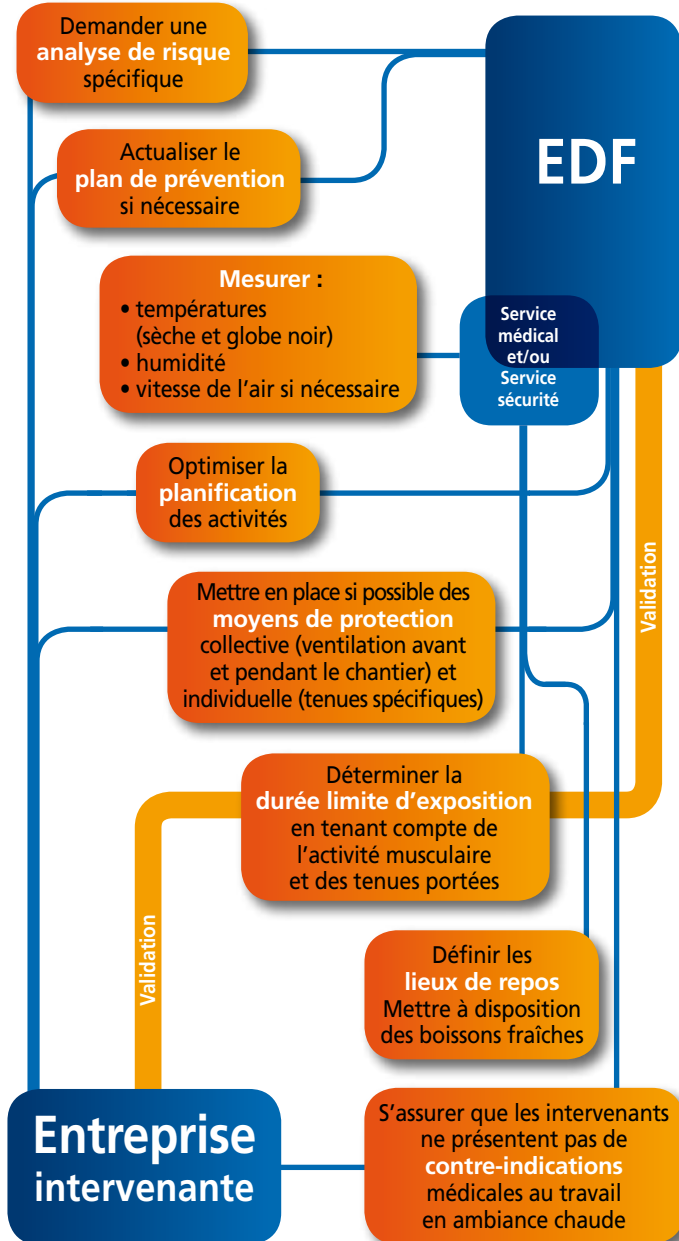 Demander une
analyse de risque
spécifique
EDF
Actualiser le
plan de prévention
si nécessaire
Mesurer :
• températures
(sèche et globe noir)
• humidité
• vitesse de l'air si nécessaire
Service
médical
et/ou
Service
sécurité
Optimiser la
planification
des activités
Mettre en place si possible des
moyens de protection
collective (ventilation avant
et pendant le chantier) et
individuelle (tenues spécifiques)
Validation
Déterminer la
durée limite d'exposition
en tenant compte de
l'activité musculaire
et des tenues portées
Validation
Définir les
lieux de repos
Mettre à disposition
des boissons fraîches
Entreprise
intervenante
S'assurer que les intervenants
ne présentent pas de
contre-indications
médicales au travail
en ambiance chaude